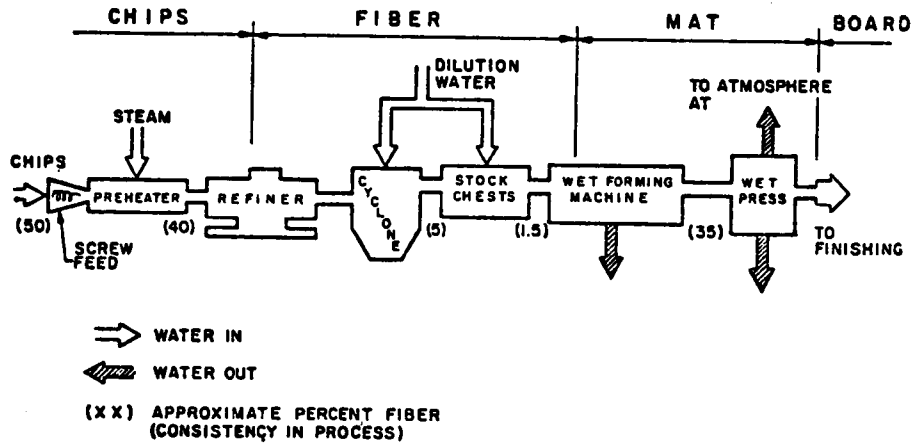 CHIPS FIBER MAT BOARD
DILUTION
WATER
TO ATMOSPHERE
AT
STEAM
CHIPS
PREHEATER
REFINER
CYCLONE
STOCK
CHESTS
WET FORMING
MACHINE
WET
PRESS
(50)
(40)
(5)
(1.5)
(35)
SCREW
FEED
TO
FINISHING
WATER IN
WATER OUT
(XX) APPROXIMATE PERCENT FIBER
(CONSISTENCY IN PROCESS)